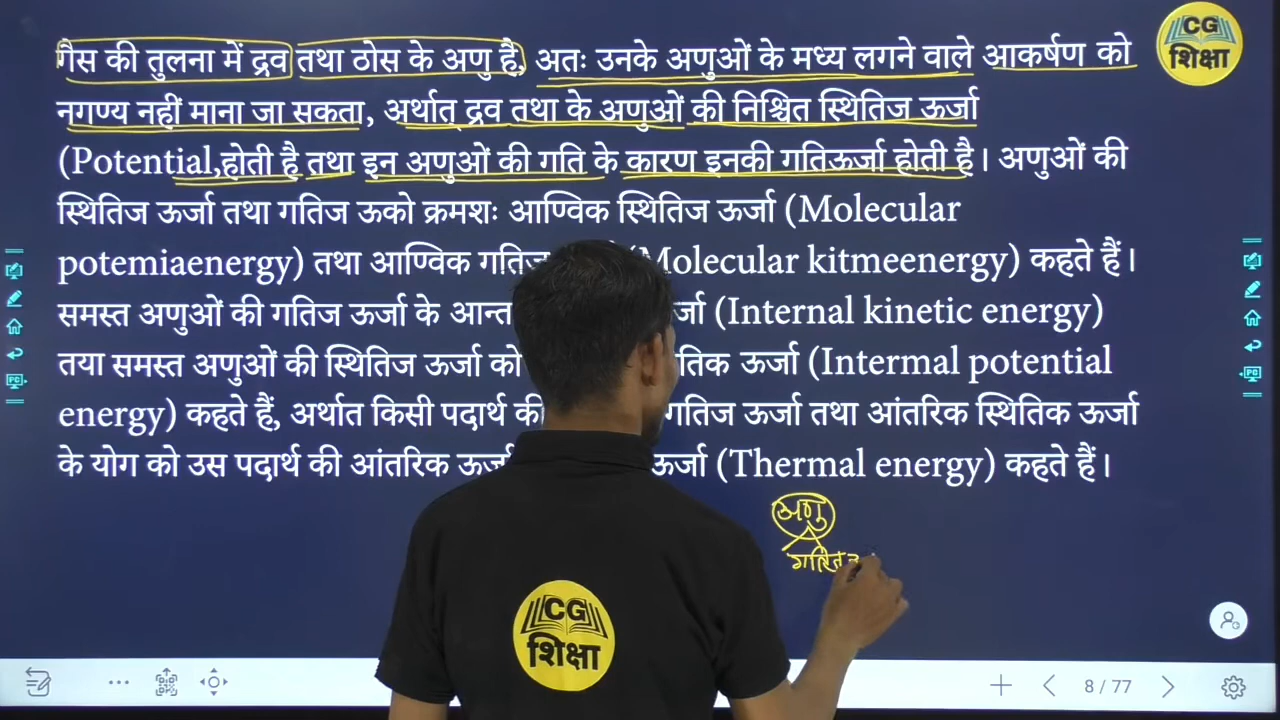 गैस की तुलना में द्रव तथा ठोस के अणु है, अतः उनके अणुओं के मध्य लगने वाले आकर्षण को
नगण्य नहीं माना जा सकता, अर्थात् द्रव तथा के अणुओं की निश्चित स्थितिज ऊर्जा
(Potential,होती है तथा इन अणुओं की गति के कारण इनकी गतिऊर्जा होती है। अणुओं की
स्थितिज ऊर्जा तथा गतिज ऊको क्रमशः आण्विक स्थितिज ऊर्जा (Molecular
potemiaenergy) तथा आण्विक गतिज Molecular kitmeenergy) कहते हैं।
समस्त अणुओं की गतिज ऊर्जा के आन्त र्जा (Internal kinetic energy)
तया समस्त अणुओं की स्थितिज ऊर्जा को तिक ऊर्जा (Intermal potential
energy) कहते हैं, अर्थात किसी पदार्थ की गतिज ऊर्जा तथा आंतरिक स्थितिक ऊर्जा
के योग को उस पदार्थ की आंतरिक ऊर्जा ऊर्जा (Thermal energy) कहते हैं।
अणु
CG
शिक्षा
CG
शिक्षा
8 / 77